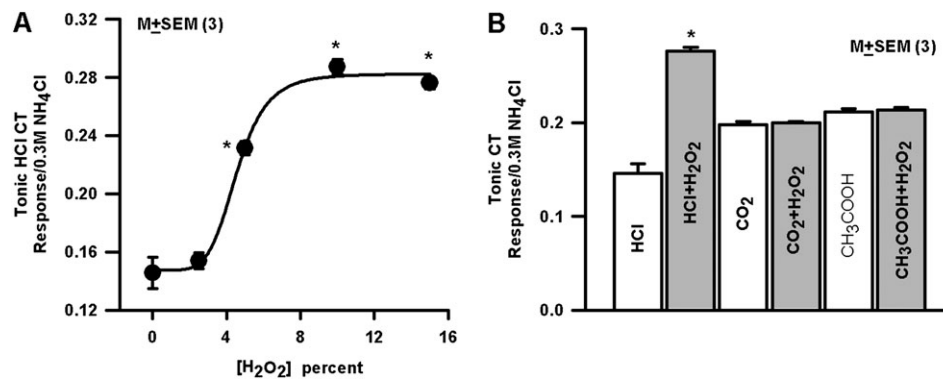 A
M±SEM (3)
Tonic HCl CT
Response/0.3M NH₄Cl
0.32
0.28
0.24
0.20
0.16
0.12
*
*
*
0
4
8
12
16
[H₂O₂] percent
B
M±SEM (3)
Tonic CT
Response/0.3M NH₄Cl
0.3
0.2
0.1
0.0
*
HCl
HCl+H₂O₂
CO₂
CO₂+H₂O₂
CH₃COOH
CH₃COOH+H₂O₂